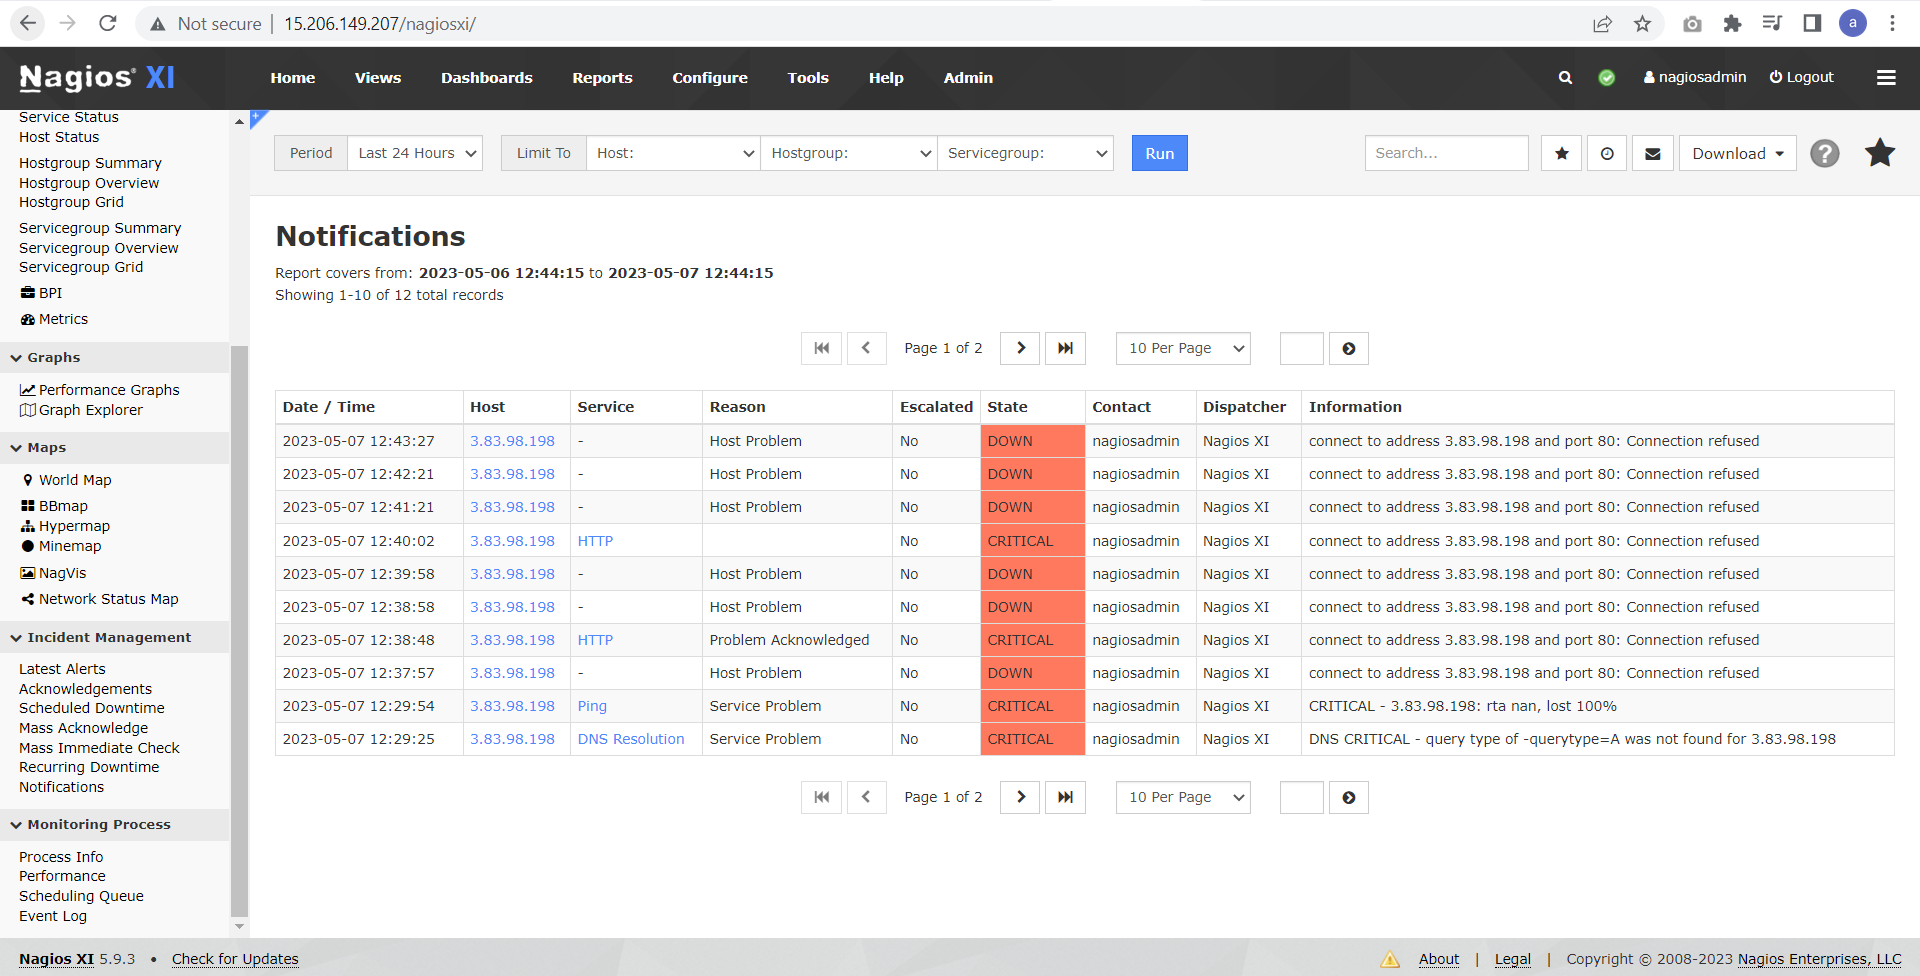 Not secure 15.206.149.207/nagiosxi/ a
Nagios® XI Home Views Dashboards Reports Configure Tools Help Admin nagiosadmin Logout
Service Status
Host Status
Hostgroup Summary
Hostgroup Overview
Hostgroup Grid
Servicegroup Summary
Servicegroup Overview
Servicegroup Grid
BPI
Metrics
Graphs
Performance Graphs
Graph Explorer
Maps
World Map
BBmap
Hypermap
Minemap
NagVis
Network Status Map
Incident Management
Latest Alerts
Acknowledgements
Scheduled Downtime
Mass Acknowledge
Mass Immediate Check
Recurring Downtime
Notifications
Monitoring Process
Process Info
Performance
Scheduling Queue
Event Log
Period Last 24 Hours Limit To Host: Hostgroup: Servicegroup: Run Search... Download ?
Notifications
Report covers from: 2023-05-06 12:44:15 to 2023-05-07 12:44:15
Showing 1-10 of 12 total records
Page 1 of 2 10 Per Page
Date / Time Host Service Reason Escalated State Contact Dispatcher Information
2023-05-07 12:43:27 3.83.98.198 - Host Problem No DOWN nagiosadmin Nagios XI connect to address 3.83.98.198 and port 80: Connection refused
2023-05-07 12:42:21 3.83.98.198 - Host Problem No DOWN nagiosadmin Nagios XI connect to address 3.83.98.198 and port 80: Connection refused
2023-05-07 12:41:21 3.83.98.198 - Host Problem No DOWN nagiosadmin Nagios XI connect to address 3.83.98.198 and port 80: Connection refused
2023-05-07 12:40:02 3.83.98.198 HTTP No CRITICAL nagiosadmin Nagios XI connect to address 3.83.98.198 and port 80: Connection refused
2023-05-07 12:39:58 3.83.98.198 - Host Problem No DOWN nagiosadmin Nagios XI connect to address 3.83.98.198 and port 80: Connection refused
2023-05-07 12:38:58 3.83.98.198 - Host Problem No DOWN nagiosadmin Nagios XI connect to address 3.83.98.198 and port 80: Connection refused
2023-05-07 12:38:48 3.83.98.198 HTTP Problem Acknowledged No CRITICAL nagiosadmin Nagios XI connect to address 3.83.98.198 and port 80: Connection refused
2023-05-07 12:37:57 3.83.98.198 - Host Problem No DOWN nagiosadmin Nagios XI connect to address 3.83.98.198 and port 80: Connection refused
2023-05-07 12:29:54 3.83.98.198 Ping Service Problem No CRITICAL nagiosadmin Nagios XI CRITICAL - 3.83.98.198: rta nan, lost 100%
2023-05-07 12:29:25 3.83.98.198 DNS Resolution Service Problem No CRITICAL nagiosadmin Nagios XI DNS CRITICAL - query type of -querytype=A was not found for 3.83.98.198
Page 1 of 2 10 Per Page
Nagios XI 5.9.3 • Check for Updates About | Legal | Copyright © 2008-2023 Nagios Enterprises, LLC